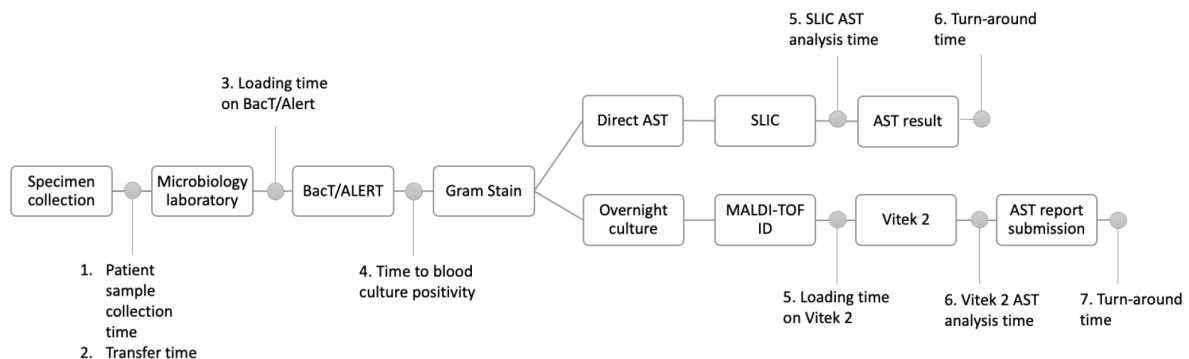 5. SLIC AST
analysis time
6. Turn-around
time
3. Loading time
on BacT/Alert
Direct AST
SLIC
AST result
Specimen
collection
Microbiology
laboratory
BacT/ALERT
Gram Stain
Overnight
culture
MALDI-TOF
ID
Vitek 2
AST report
submission
1. Patient
sample
collection
time
2. Transfer time
4. Time to blood
culture positivity
5. Loading time
on Vitek 2
6. Vitek 2 AST
analysis time
7. Turn-around
time